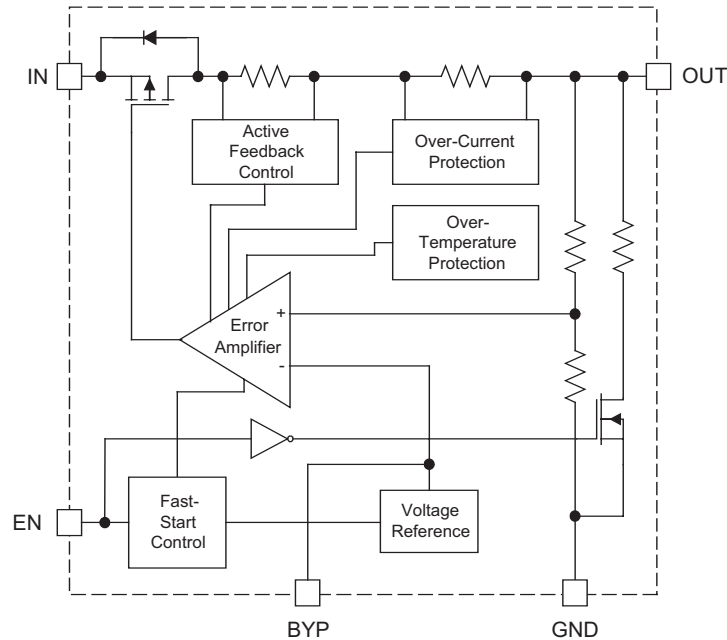 IN
OUT
Active
Feedback
Control
Over-Current
Protection
Over-
Temperature
Protection
+
Error
Amplifier
-
EN
Fast-
Start
Control
Voltage
Reference
BYP
GND